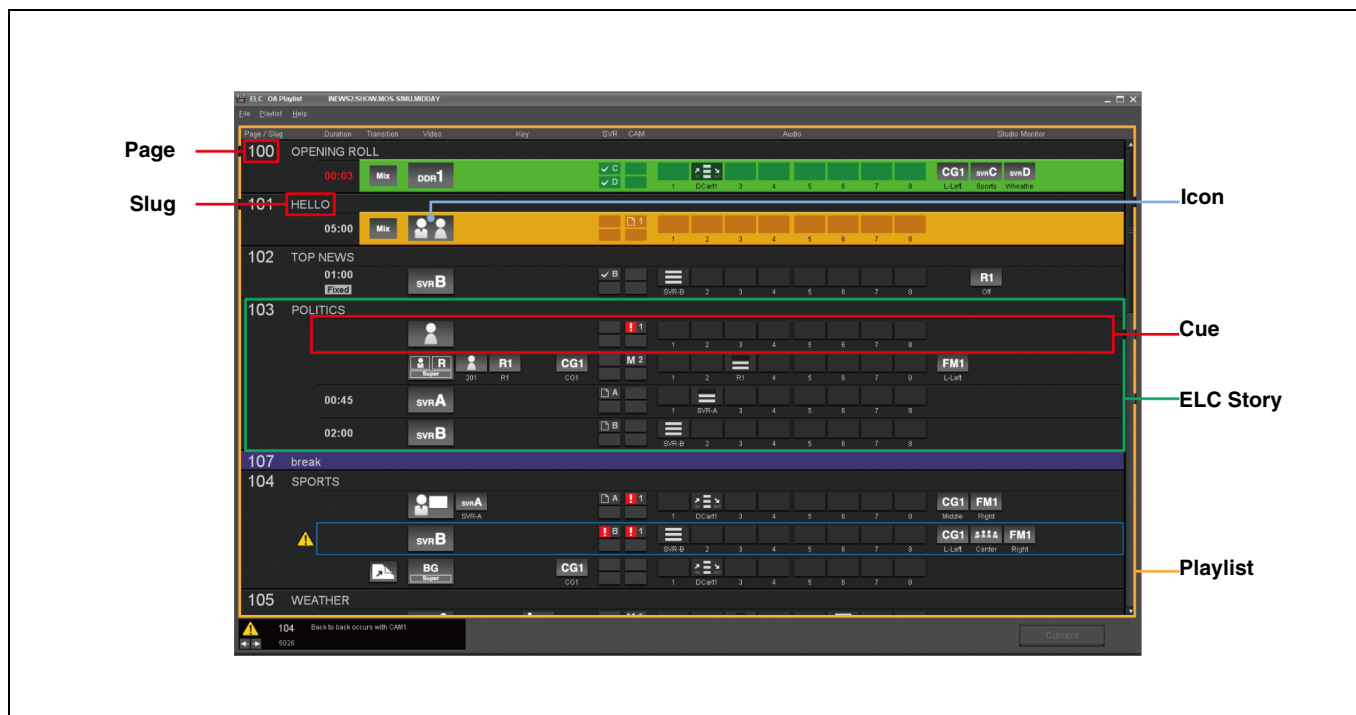 ELC OA Playlist INEWS2:SHOW.MOS-SIMU.MIDDAY
File Playlist Help
Page / Slug Duration Transition Video Key SVR CAM Audio Studio Monitor
Page
100 OPENING ROLL
00:03 Mix DDR1 C CG1 SVRC SVRD
D 1 DCart1 3 4 5 6 7 8 L-Left Sports Wheathe
Slug
101 HELLO
Icon
05:00 Mix 1
1 2 3 4 5 6 7 8
102 TOP NEWS
01:00 SVRB B R1
Fixed SVR-B 2 3 4 5 6 7 8 Off
103 POLITICS
1
Cue
1 2 3 4 5 6 7 8
R R1 CG1 M 2 FM1
Super 201 R1 CG1 1 2 R1 4 5 6 7 8 L-Left
00:45 SVRA A
ELC Story
1 SVR-A 3 4 5 6 7 8
02:00 SVRB B
SVR-B 2 3 4 5 6 7 8
107 break
104 SPORTS
SVRA A 1 CG1 FM1
SVR-A 1 DCart1 3 4 5 6 7 8 Middle Right
SVRB B 1 CG1 FM1
SVR-B 2 3 4 5 6 7 8 L-Left Center Right
BG CG1
Super CG1 1 DCart1 3 4 5 6 7 8
Playlist
105 WEATHER
104 Back to back occurs with CAM1.
5026
Current